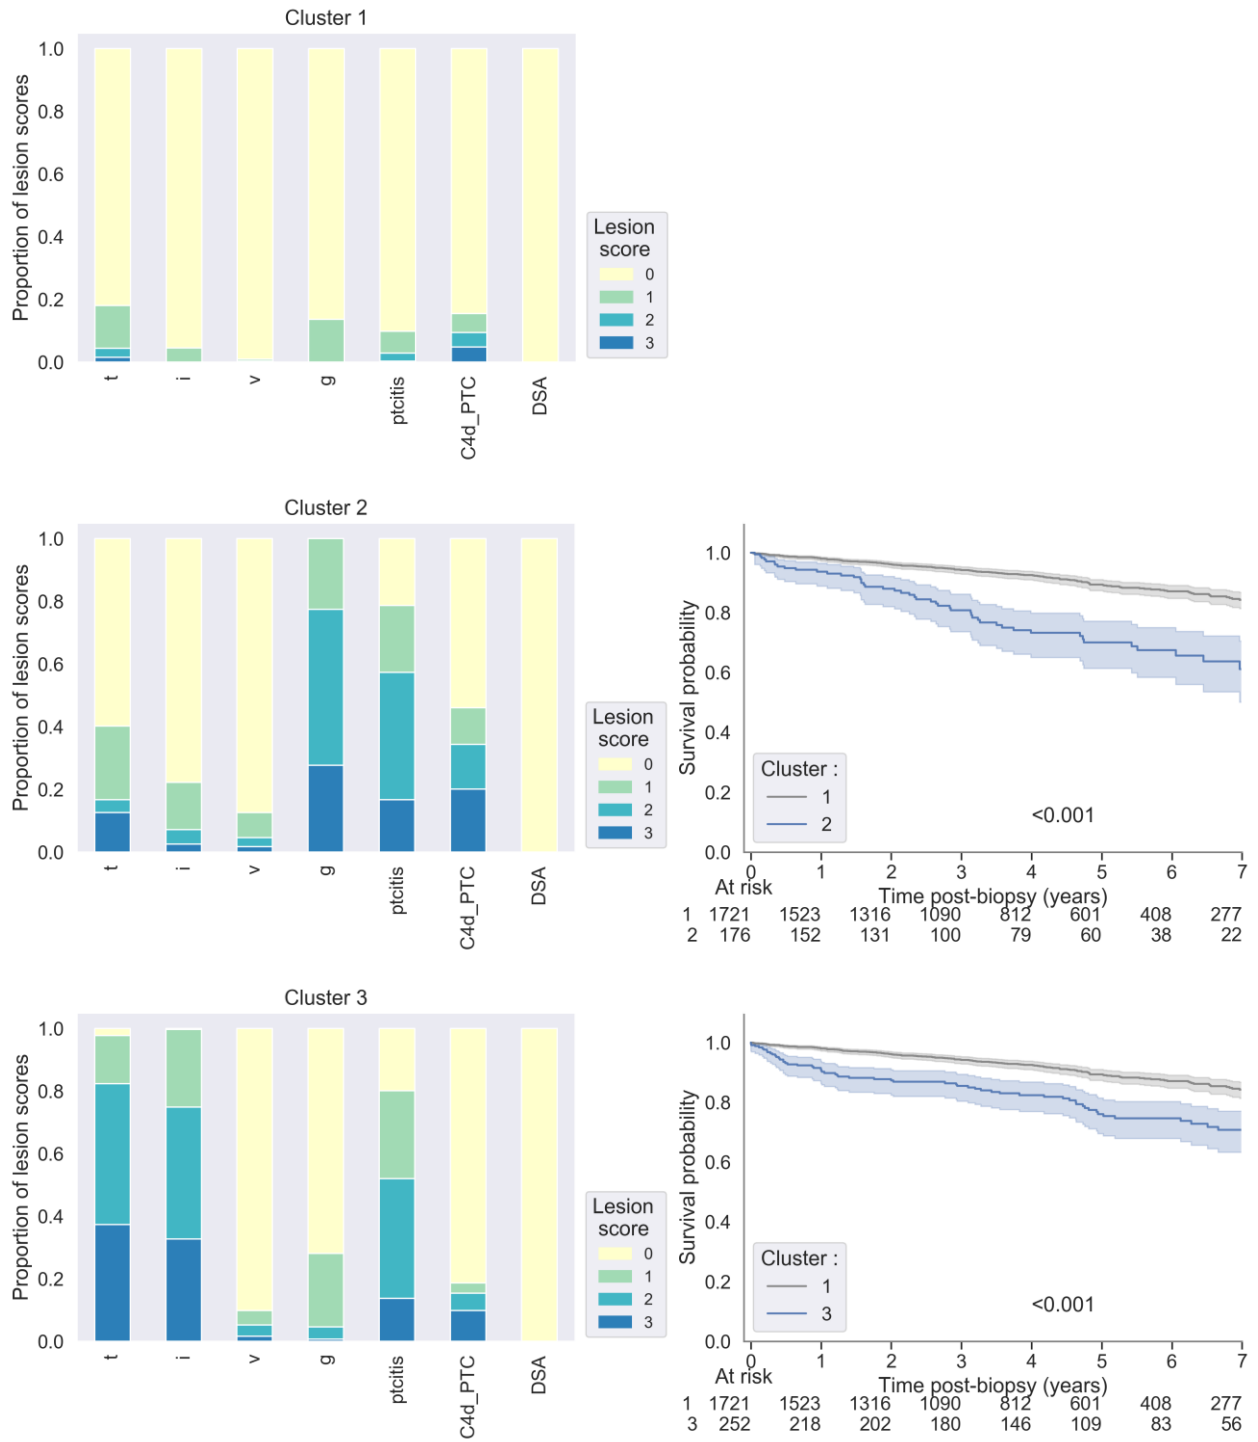 Cluster 1
Proportion of lesion scores
1.0
0.8
0.6
0.4
0.2
0.0
t i v g ptcitis C4d_PTC DSA
Lesion
score
0
1
2
3
Cluster 2
Proportion of lesion scores
1.0
0.8
0.6
0.4
0.2
0.0
t i v g ptcitis C4d_PTC DSA
Lesion
score
0
1
2
3
Survival probability
1.0
0.8
0.6
0.4
0.2
0.0
Cluster :
1
2
<0.001
0 1 2 3 4 5 6 7
At risk
Time post-biopsy (years)
1 1721 1523 1316 1090 812 601 408 277
2 176 152 131 100 79 60 38 22
Cluster 3
Proportion of lesion scores
1.0
0.8
0.6
0.4
0.2
0.0
t i v g ptcitis C4d_PTC DSA
Lesion
score
0
1
2
3
Survival probability
1.0
0.8
0.6
0.4
0.2
0.0
Cluster :
1
3
<0.001
0 1 2 3 4 5 6 7
At risk
Time post-biopsy (years)
1 1721 1523 1316 1090 812 601 408 277
3 252 218 202 180 146 109 83 56